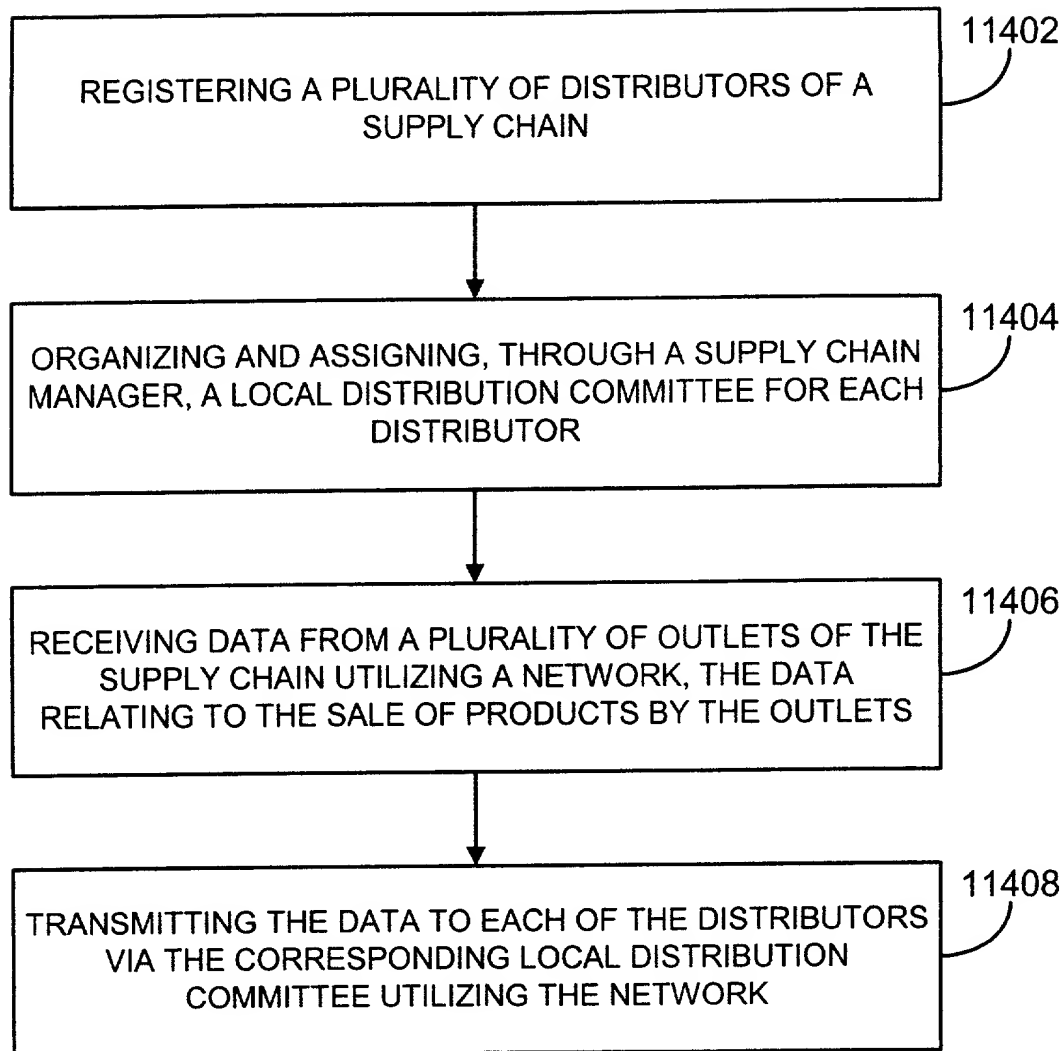 11402
REGISTERING A PLURALITY OF DISTRIBUTORS OF A
SUPPLY CHAIN
11404
ORGANIZING AND ASSIGNING, THROUGH A SUPPLY CHAIN
MANAGER, A LOCAL DISTRIBUTION COMMITTEE FOR EACH
DISTRIBUTOR
11406
RECEIVING DATA FROM A PLURALITY OF OUTLETS OF THE
SUPPLY CHAIN UTILIZING A NETWORK, THE DATA
RELATING TO THE SALE OF PRODUCTS BY THE OUTLETS
11408
TRANSMITTING THE DATA TO EACH OF THE DISTRIBUTORS
VIA THE CORRESPONDING LOCAL DISTRIBUTION
COMMITTEE UTILIZING THE NETWORK